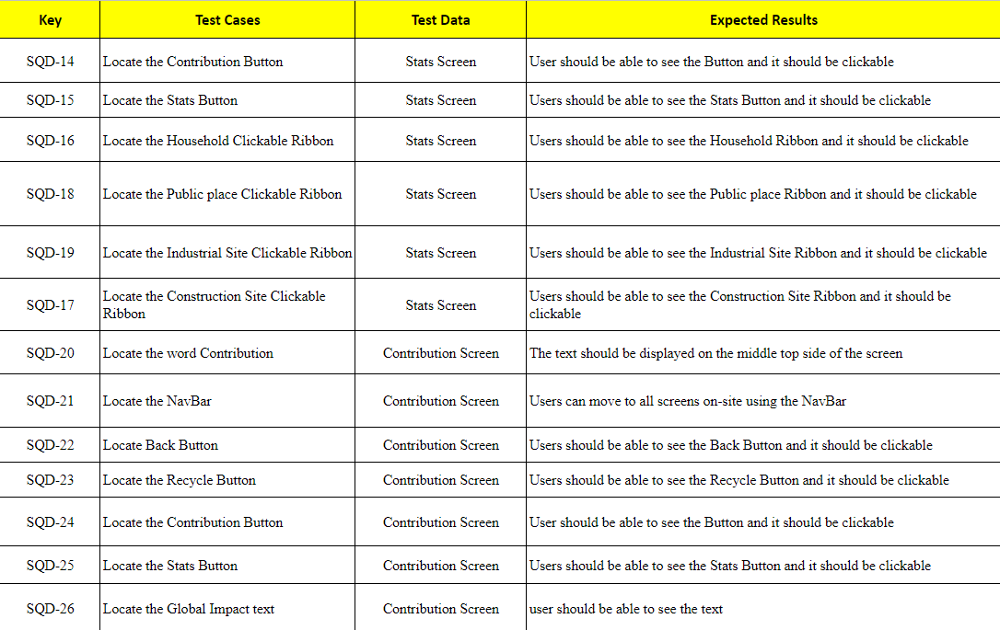 Key Test Cases Test Data Expected Results
SQD-14 Locate the Contribution Button Stats Screen User should be able to see the Button and it should be clickable
SQD-15 Locate the Stats Button Stats Screen Users should be able to see the Stats Button and it should be clickable
SQD-16 Locate the Household Clickable Ribbon Stats Screen Users should be able to see the Household Ribbon and it should be clickable
SQD-18 Locate the Public place Clickable Ribbon Stats Screen Users should be able to see the Public place Ribbon and it should be clickable
SQD-19 Locate the Industrial Site Clickable Ribbon Stats Screen Users should be able to see the Industrial Site Ribbon and it should be clickable
SQD-17 Locate the Construction Site Clickable Ribbon Stats Screen Users should be able to see the Construction Site Ribbon and it should be clickable
SQD-20 Locate the word Contribution Contribution Screen The text should be displayed on the middle top side of the screen
SQD-21 Locate the NavBar Contribution Screen Users can move to all screens on-site using the NavBar
SQD-22 Locate Back Button Contribution Screen Users should be able to see the Back Button and it should be clickable
SQD-23 Locate the Recycle Button Contribution Screen Users should be able to see the Recycle Button and it should be clickable
SQD-24 Locate the Contribution Button Contribution Screen User should be able to see the Button and it should be clickable
SQD-25 Locate the Stats Button Contribution Screen Users should be able to see the Stats Button and it should be clickable
SQD-26 Locate the Global Impact text Contribution Screen user should be able to see the text